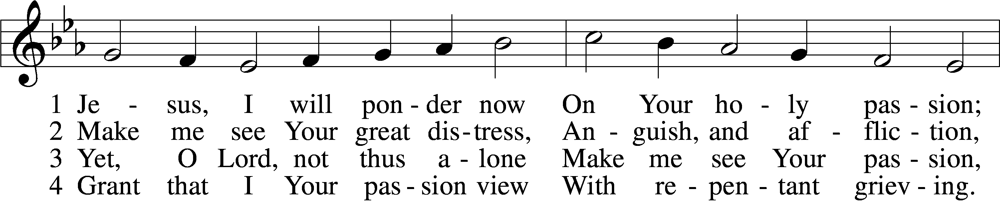 1 Je - sus, I will pon - der now On Your ho - ly pas - sion;
2 Make me see Your great dis - tress, An - guish, and af - flic - tion,
3 Yet, O Lord, not thus a - lone Make me see Your pas - sion,
4 Grant that I Your pas - sion view With re - pen - tant griev - ing.